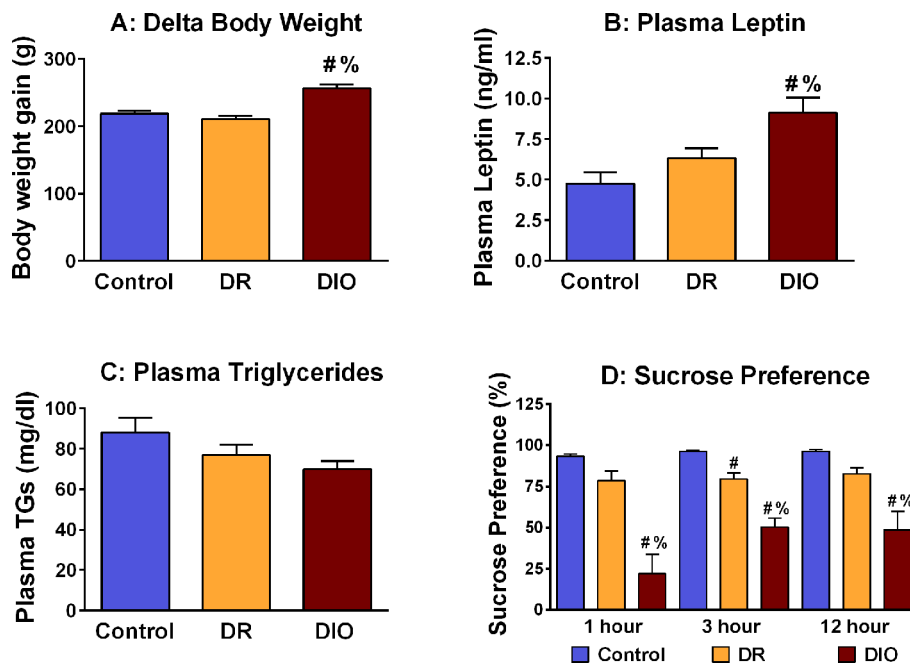 A: Delta Body Weight
Body weight gain (g)
300
200
100
0
#%
Control DR DIO
B: Plasma Leptin
Plasma Leptin (ng/ml)
12.5
10.0
7.5
5.0
2.5
0.0
#%
Control DR DIO
C: Plasma Triglycerides
Plasma TGs (mg/dl)
100
80
60
40
20
0
Control DR DIO
D: Sucrose Preference
Sucrose Preference (%)
125
100
75
50
25
0
#%
#
#%
#%
1 hour 3 hour 12 hour
Control DR DIO